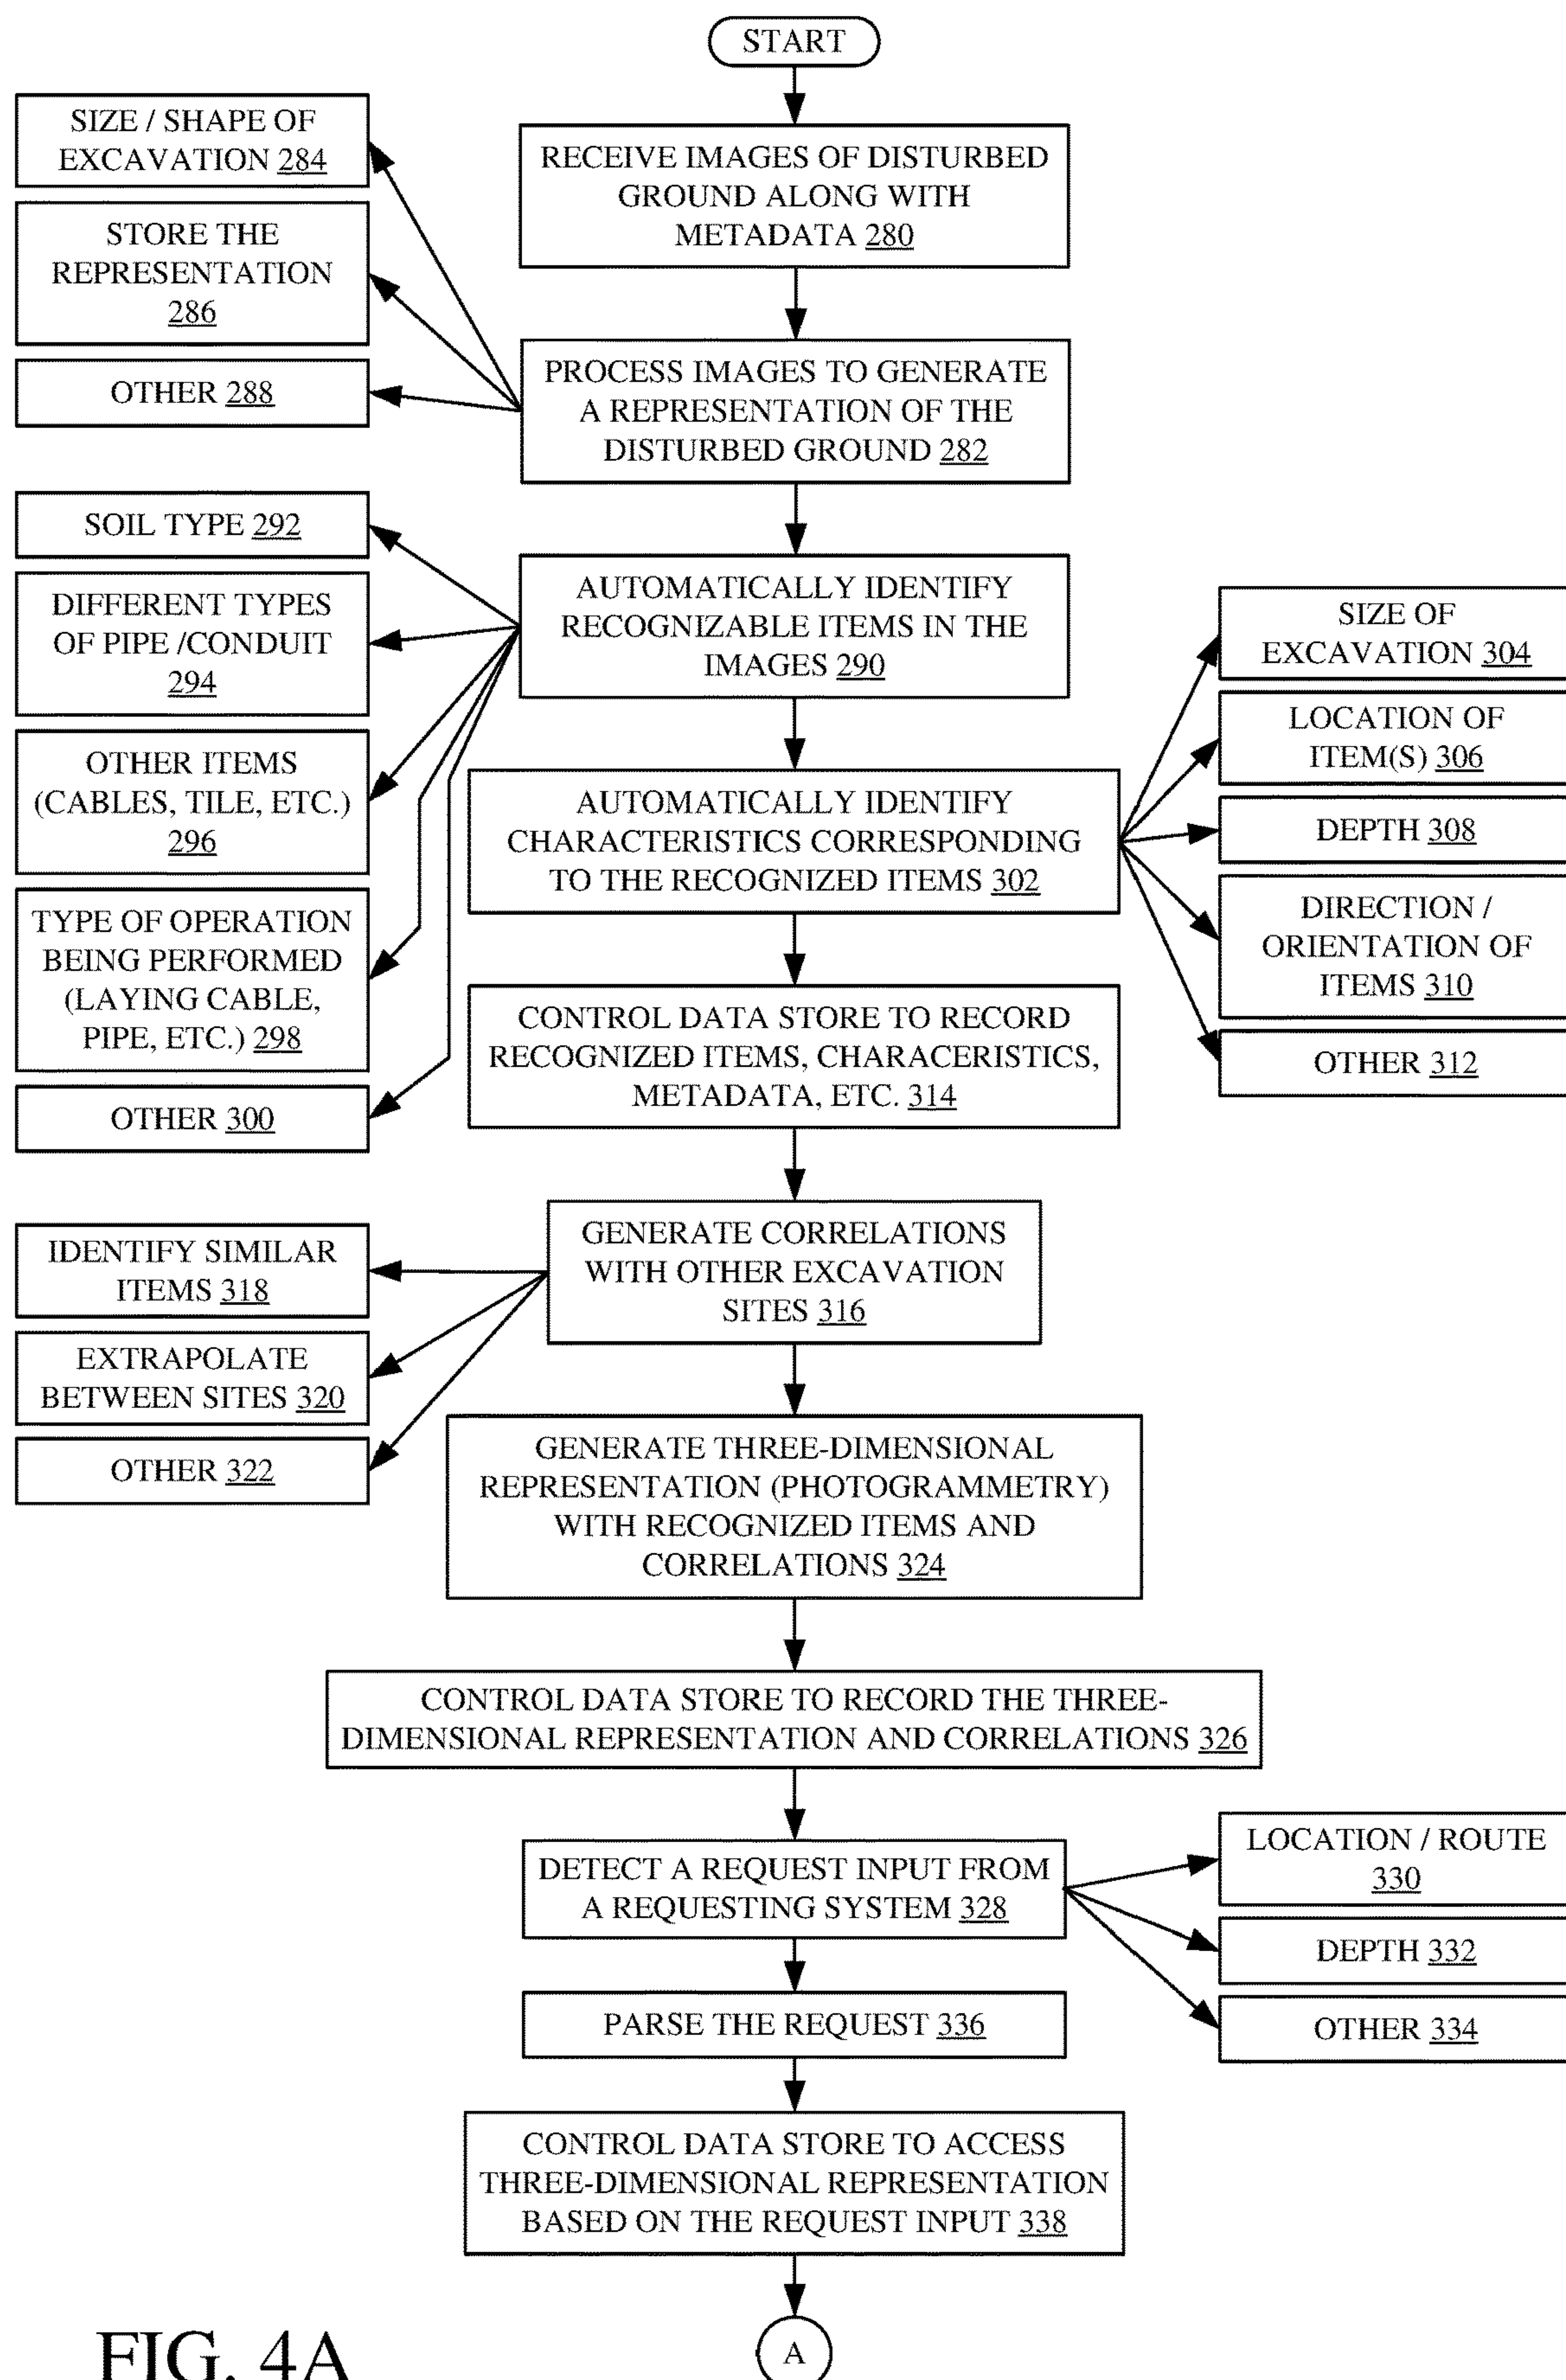 START
RECEIVE IMAGES OF DISTURBED
GROUND ALONG WITH
METADATA 280
SIZE / SHAPE OF
EXCAVATION 284
STORE THE
REPRESENTATION
286
OTHER 288
PROCESS IMAGES TO GENERATE
A REPRESENTATION OF THE
DISTURBED GROUND 282
SOIL TYPE 292
DIFFERENT TYPES
OF PIPE /CONDUIT
294
OTHER ITEMS
(CABLES, TILE, ETC.)
296
TYPE OF OPERATION
BEING PERFORMED
(LAYING CABLE,
PIPE, ETC.) 298
OTHER 300
AUTOMATICALLY IDENTIFY
RECOGNIZABLE ITEMS IN THE
IMAGES 290
AUTOMATICALLY IDENTIFY
CHARACTERISTICS CORRESPONDING
TO THE RECOGNIZED ITEMS 302
SIZE OF
EXCAVATION 304
LOCATION OF
ITEM(S) 306
DEPTH 308
DIRECTION /
ORIENTATION OF
ITEMS 310
OTHER 312
CONTROL DATA STORE TO RECORD
RECOGNIZED ITEMS, CHARACERISTICS,
METADATA, ETC. 314
GENERATE CORRELATIONS
WITH OTHER EXCAVATION
SITES 316
IDENTIFY SIMILAR
ITEMS 318
EXTRAPOLATE
BETWEEN SITES 320
OTHER 322
GENERATE THREE-DIMENSIONAL
REPRESENTATION (PHOTOGRAMMETRY)
WITH RECOGNIZED ITEMS AND
CORRELATIONS 324
CONTROL DATA STORE TO RECORD THE THREE-
DIMENSIONAL REPRESENTATION AND CORRELATIONS 326
DETECT A REQUEST INPUT FROM
A REQUESTING SYSTEM 328
LOCATION / ROUTE
330
DEPTH 332
OTHER 334
PARSE THE REQUEST 336
CONTROL DATA STORE TO ACCESS
THREE-DIMENSIONAL REPRESENTATION
BASED ON THE REQUEST INPUT 338
A
FIG. 4A